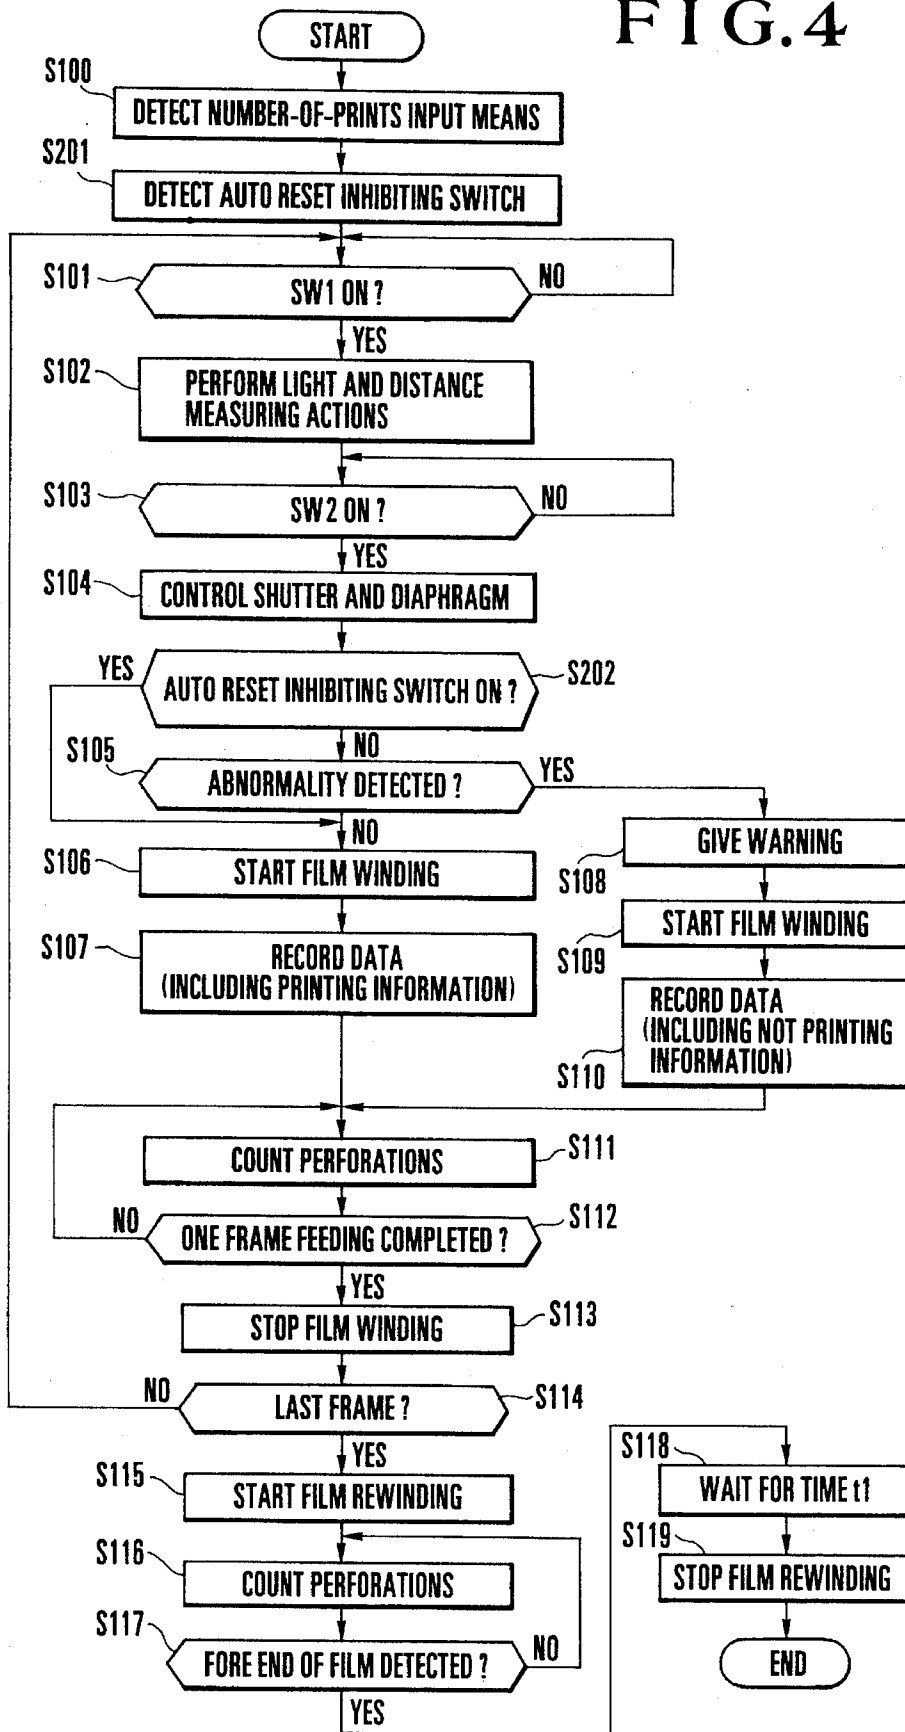 FIG.4
START
S100
DETECT NUMBER-OF-PRINTS INPUT MEANS
S201
DETECT AUTO RESET INHIBITING SWITCH
S101
SW1 ON ?
NO
YES
S102
PERFORM LIGHT AND DISTANCE
MEASURING ACTIONS
S103
SW2 ON ?
NO
YES
S104
CONTROL SHUTTER AND DIAPHRAGM
YES
AUTO RESET INHIBITING SWITCH ON ?
S202
NO
S105
ABNORMALITY DETECTED ?
YES
NO
S106
START FILM WINDING
S107
RECORD DATA
(INCLUDING PRINTING INFORMATION)
GIVE WARNING
S108
START FILM WINDING
S109
RECORD DATA
(INCLUDING NOT PRINTING
INFORMATION)
S110
COUNT PERFORATIONS
S111
NO
ONE FRAME FEEDING COMPLETED ?
S112
YES
STOP FILM WINDING
S113
NO
LAST FRAME ?
S114
YES
S115
START FILM REWINDING
S116
COUNT PERFORATIONS
S117
FORE END OF FILM DETECTED ?
NO
YES
S118
WAIT FOR TIME t1
S119
STOP FILM REWINDING
END